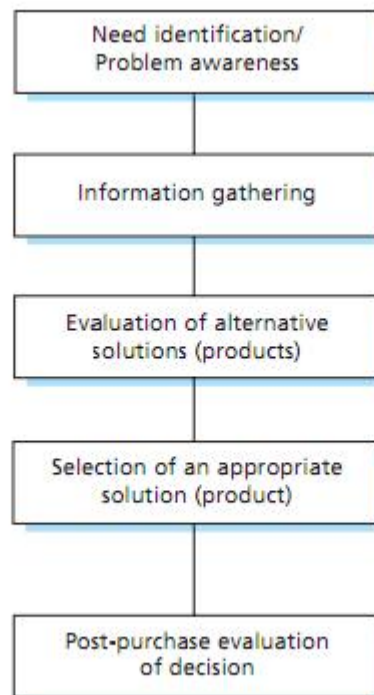 Need identification/
Problem awareness
Information gathering
Evaluation of alternative
solutions (products)
Selection of an appropriate
solution (product)
Post-purchase evaluation
of decision